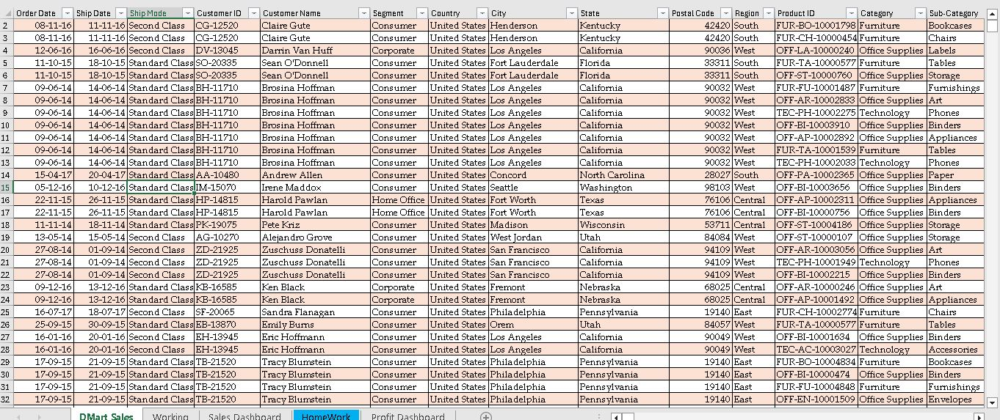 Order Date Ship Date Ship Mode Customer ID Customer Name Segment Country City State Postal Code Region Product ID Category Sub-Category
2 08-11-16 11-11-16 Second Class CG-12520 Claire Gute Consumer United States Henderson Kentucky 42420 South FUR-BO-10001798 Furniture Bookcases
3 08-11-16 11-11-16 Second Class CG-12520 Claire Gute Consumer United States Henderson Kentucky 42420 South FUR-CH-10000454 Furniture Chairs
4 12-06-16 16-06-16 Second Class DV-13045 Darrin Van Huff Corporate United States Los Angeles California 90036 West OFF-LA-10000240 Office Supplies Labels
5 11-10-15 18-10-15 Standard Class SO-20335 Sean O'Donnell Consumer United States Fort Lauderdale Florida 33311 South FUR-TA-10000577 Furniture Tables
6 11-10-15 18-10-15 Standard Class SO-20335 Sean O'Donnell Consumer United States Fort Lauderdale Florida 33311 South OFF-ST-10000760 Office Supplies Storage
7 09-06-14 14-06-14 Standard Class BH-11710 Brosina Hoffman Consumer United States Los Angeles California 90032 West FUR-FU-10001487 Furniture Furnishings
8 09-06-14 14-06-14 Standard Class BH-11710 Brosina Hoffman Consumer United States Los Angeles California 90032 West OFF-AR-10002833 Office Supplies Art
9 09-06-14 14-06-14 Standard Class BH-11710 Brosina Hoffman Consumer United States Los Angeles California 90032 West TEC-PH-10002275 Technology Phones
10 09-06-14 14-06-14 Standard Class BH-11710 Brosina Hoffman Consumer United States Los Angeles California 90032 West OFF-BI-10003910 Office Supplies Binders
11 09-06-14 14-06-14 Standard Class BH-11710 Brosina Hoffman Consumer United States Los Angeles California 90032 West OFF-AP-10002892 Office Supplies Appliances
12 09-06-14 14-06-14 Standard Class BH-11710 Brosina Hoffman Consumer United States Los Angeles California 90032 West FUR-TA-10001539 Furniture Tables
13 09-06-14 14-06-14 Standard Class BH-11710 Brosina Hoffman Consumer United States Los Angeles California 90032 West TEC-PH-10002033 Technology Phones
14 15-04-17 20-04-17 Standard Class AA-10480 Andrew Allen Consumer United States Concord North Carolina 28027 South OFF-PA-10002365 Office Supplies Paper
15 05-12-16 10-12-16 Standard Class IM-15070 Irene Maddox Consumer United States Seattle Washington 98103 West OFF-BI-10003656 Office Supplies Binders
16 22-11-15 26-11-15 Standard Class HP-14815 Harold Pawlan Home Office United States Fort Worth Texas 76106 Central OFF-AP-10002311 Office Supplies Appliances
17 22-11-15 26-11-15 Standard Class HP-14815 Harold Pawlan Home Office United States Fort Worth Texas 76106 Central OFF-BI-10000756 Office Supplies Binders
18 11-11-14 18-11-14 Standard Class PK-19075 Pete Kriz Consumer United States Madison Wisconsin 53711 Central OFF-ST-10004186 Office Supplies Storage
19 13-05-14 15-05-14 Second Class AG-10270 Alejandro Grove Consumer United States West Jordan Utah 84084 West OFF-ST-10000107 Office Supplies Storage
20 27-08-14 01-09-14 Second Class ZD-21925 Zuschuss Donatelli Consumer United States San Francisco California 94109 West OFF-AR-10003056 Office Supplies Art
21 27-08-14 01-09-14 Second Class ZD-21925 Zuschuss Donatelli Consumer United States San Francisco California 94109 West TEC-PH-10001949 Technology Phones
22 27-08-14 01-09-14 Second Class ZD-21925 Zuschuss Donatelli Consumer United States San Francisco California 94109 West OFF-BI-10002215 Office Supplies Binders
23 09-12-16 13-12-16 Standard Class KB-16585 Ken Black Corporate United States Fremont Nebraska 68025 Central OFF-AR-10000246 Office Supplies Art
24 09-12-16 13-12-16 Standard Class KB-16585 Ken Black Corporate United States Fremont Nebraska 68025 Central OFF-AP-10001492 Office Supplies Appliances
25 16-07-17 18-07-17 Second Class SF-20065 Sandra Flanagan Consumer United States Philadelphia Pennsylvania 19140 East FUR-CH-10002774 Furniture Chairs
26 25-09-15 30-09-15 Standard Class EB-13870 Emily Burns Consumer United States Orem Utah 84057 West FUR-TA-10000577 Furniture Tables
27 16-01-16 20-01-16 Second Class EH-13945 Eric Hoffmann Consumer United States Los Angeles California 90049 West OFF-BI-10001634 Office Supplies Binders
28 16-01-16 20-01-16 Second Class EH-13945 Eric Hoffmann Consumer United States Los Angeles California 90049 West TEC-AC-10003027 Technology Accessories
29 17-09-15 21-09-15 Standard Class TB-21520 Tracy Blumstein Consumer United States Philadelphia Pennsylvania 19140 East FUR-BO-10004834 Furniture Bookcases
30 17-09-15 21-09-15 Standard Class TB-21520 Tracy Blumstein Consumer United States Philadelphia Pennsylvania 19140 East OFF-BI-10000474 Office Supplies Binders
31 17-09-15 21-09-15 Standard Class TB-21520 Tracy Blumstein Consumer United States Philadelphia Pennsylvania 19140 East FUR-FU-10004848 Furniture Furnishings
32 17-09-15 21-09-15 Standard Class TB-21520 Tracy Blumstein Consumer United States Philadelphia Pennsylvania 19140 East OFF-EN-10001509 Office Supplies Envelopes
DMart Sales Working Sales Dashboard HomeWork Profit Dashboard